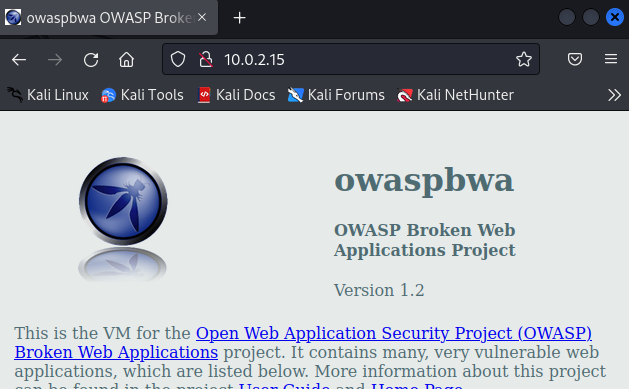 owaspbwa OWASP Broke
10.0.2.15
Kali Linux Kali Tools Kali Docs Kali Forums Kali NetHunter
owaspbwa
OWASP Broken Web
Applications Project
Version 1.2
This is the VM for the Open Web Application Security Project (OWASP)
Broken Web Applications project. It contains many, very vulnerable web
applications, which are listed below. More information about this project
can be found in the project User Guide and Home Page.